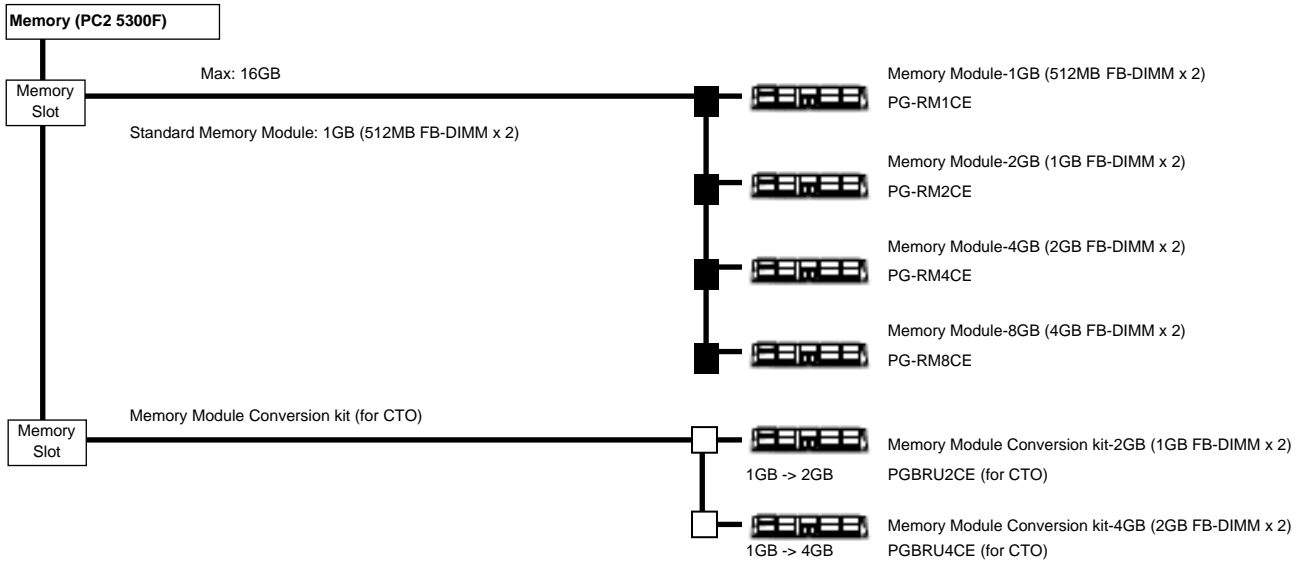 Memory (PC2 5300F)
Max: 16GB
Memory
Slot
Standard Memory Module: 1GB (512MB FB-DIMM x 2)
Memory Module-1GB (512MB FB-DIMM x 2)
PG-RM1CE
Memory Module-2GB (1GB FB-DIMM x 2)
PG-RM2CE
Memory Module-4GB (2GB FB-DIMM x 2)
PG-RM4CE
Memory Module-8GB (4GB FB-DIMM x 2)
PG-RM8CE
Memory
Slot
Memory Module Conversion kit (for CTO)
Memory Module Conversion kit-2GB (1GB FB-DIMM x 2)
1GB -> 2GB
PGBRU2CE (for CTO)
Memory Module Conversion kit-4GB (2GB FB-DIMM x 2)
1GB -> 4GB
PGBRU4CE (for CTO)